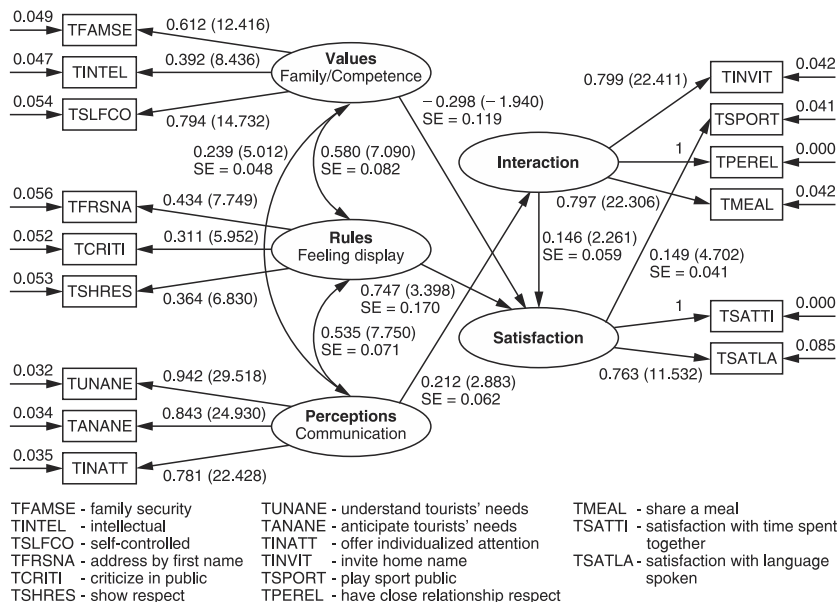 0.049
TFAMSE
0.612 (12.416)
0.047
TINTEL
0.392 (8.436)
0.054
TSLFCO
0.794 (14.732)
Values
Family/Competence
0.239 (5.012)
SE = 0.048
0.580 (7.090)
SE = 0.082
−0.298 (−1.940)
SE = 0.119
0.056
TFRSNA
0.434 (7.749)
0.052
TCRITI
0.311 (5.952)
0.053
TSHRES
0.364 (6.830)
Rules
Feeling display
0.747 (3.398)
SE = 0.170
0.535 (7.750)
SE = 0.071
0.032
TUNANE
0.942 (29.518)
0.034
TANANE
0.843 (24.930)
0.035
TINATT
0.781 (22.428)
Perceptions
Communication
0.212 (2.883)
SE = 0.062
Interaction
0.799 (22.411)
TINVIT
0.042
TSPORT
0.041
1
TPEREL
0.000
0.797 (22.306)
TMEAL
0.042
0.146 (2.261)
SE = 0.059
0.149 (4.702)
SE = 0.041
Satisfaction
1
TSATTI
0.000
0.763 (11.532)
TSATLA
0.085
TFAMSE - family security
TINTEL - intellectual
TSLFCO - self-controlled
TFRSNA - address by first name
TCRITI - criticize in public
TSHRES - show respect
TUNANE - understand tourists' needs
TANANE - anticipate tourists' needs
TINATT - offer individualized attention
TINVIT - invite home name
TSPORT - play sport public
TPEREL - have close relationship respect
TMEAL - share a meal
TSATTI - satisfaction with time spent
together
TSATLA - satisfaction with language
spoken